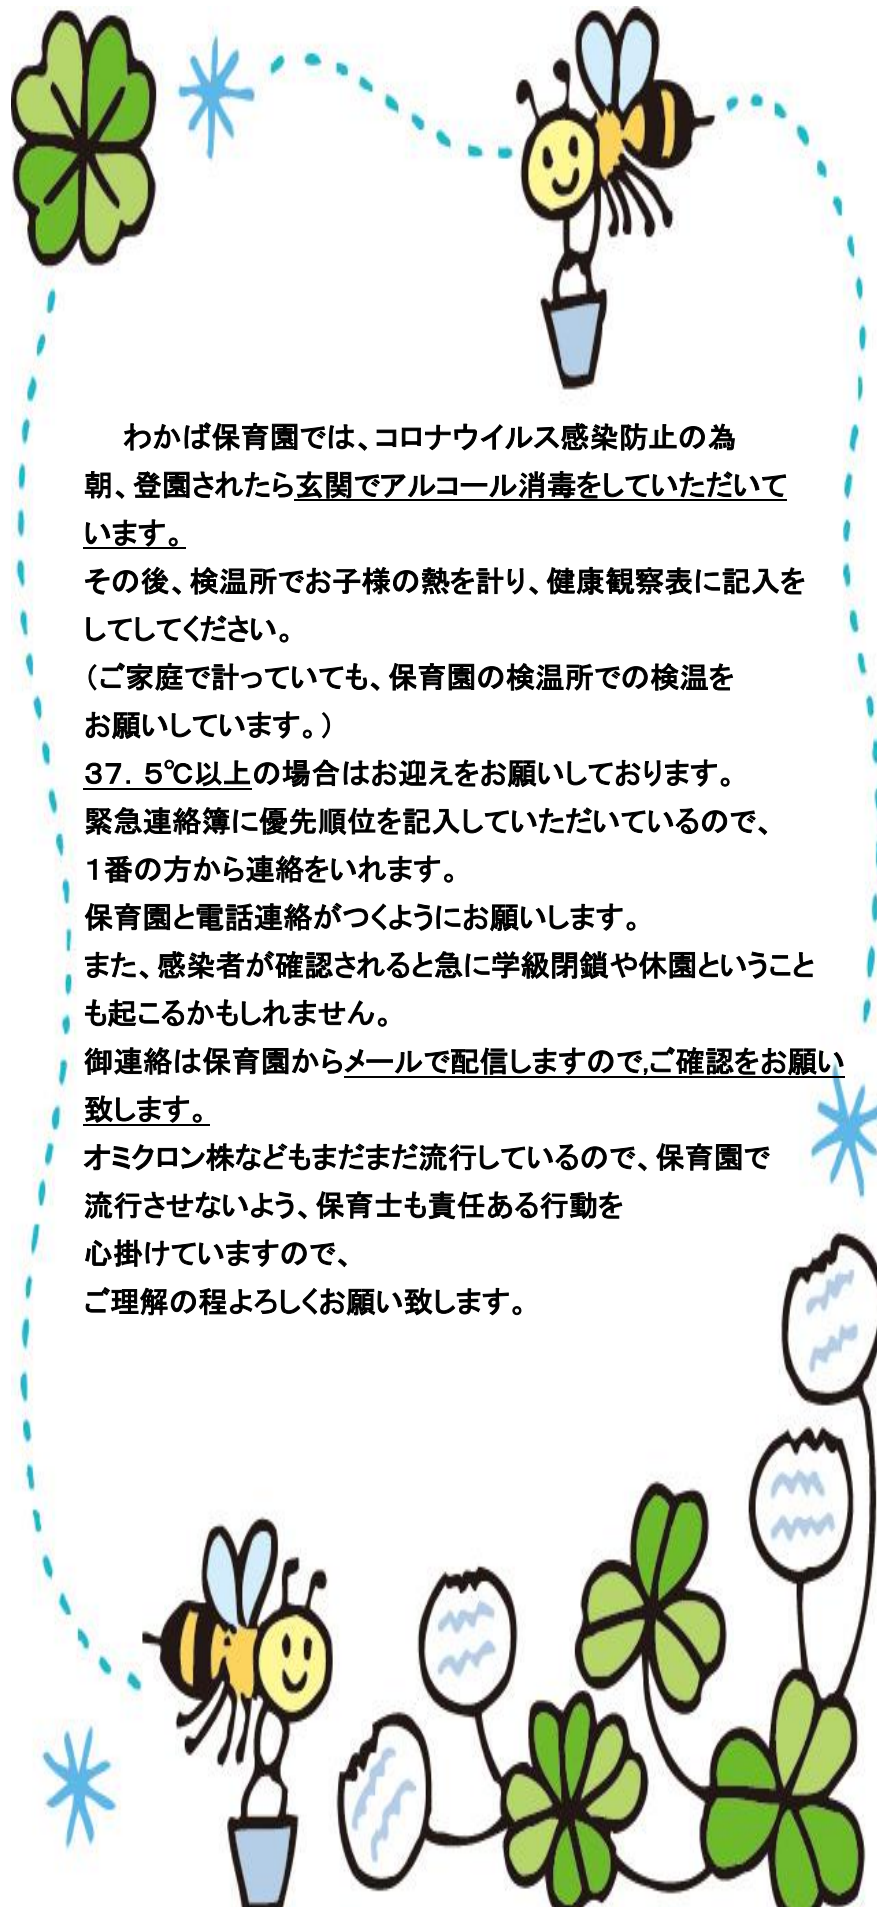 わかば保育園では、コロナウイルス感染防止の為
朝、登園されたら玄関でアルコール消毒をしていただいて
います。
その後、検温所でお子様の熱を計り、健康観察表に記入を
してしてください。
（ご家庭で計っていても、保育園の検温所での検温を
お願いしています。）
３７．５℃以上の場合はお迎えをお願いしております。
緊急連絡簿に優先順位を記入していただいているので、
１番の方から連絡をいれます。
保育園と電話連絡がつくようにお願いします。
また、感染者が確認されると急に学級閉鎖や休園ということ
も起こるかもしれません。
御連絡は保育園からメールで配信しますので,ご確認をお願い
致します。
オミクロン株などもまだまだ流行しているので、保育園で
流行させないよう、保育士も責任ある行動を
心掛けていますので、
ご理解の程よろしくお願い致します。